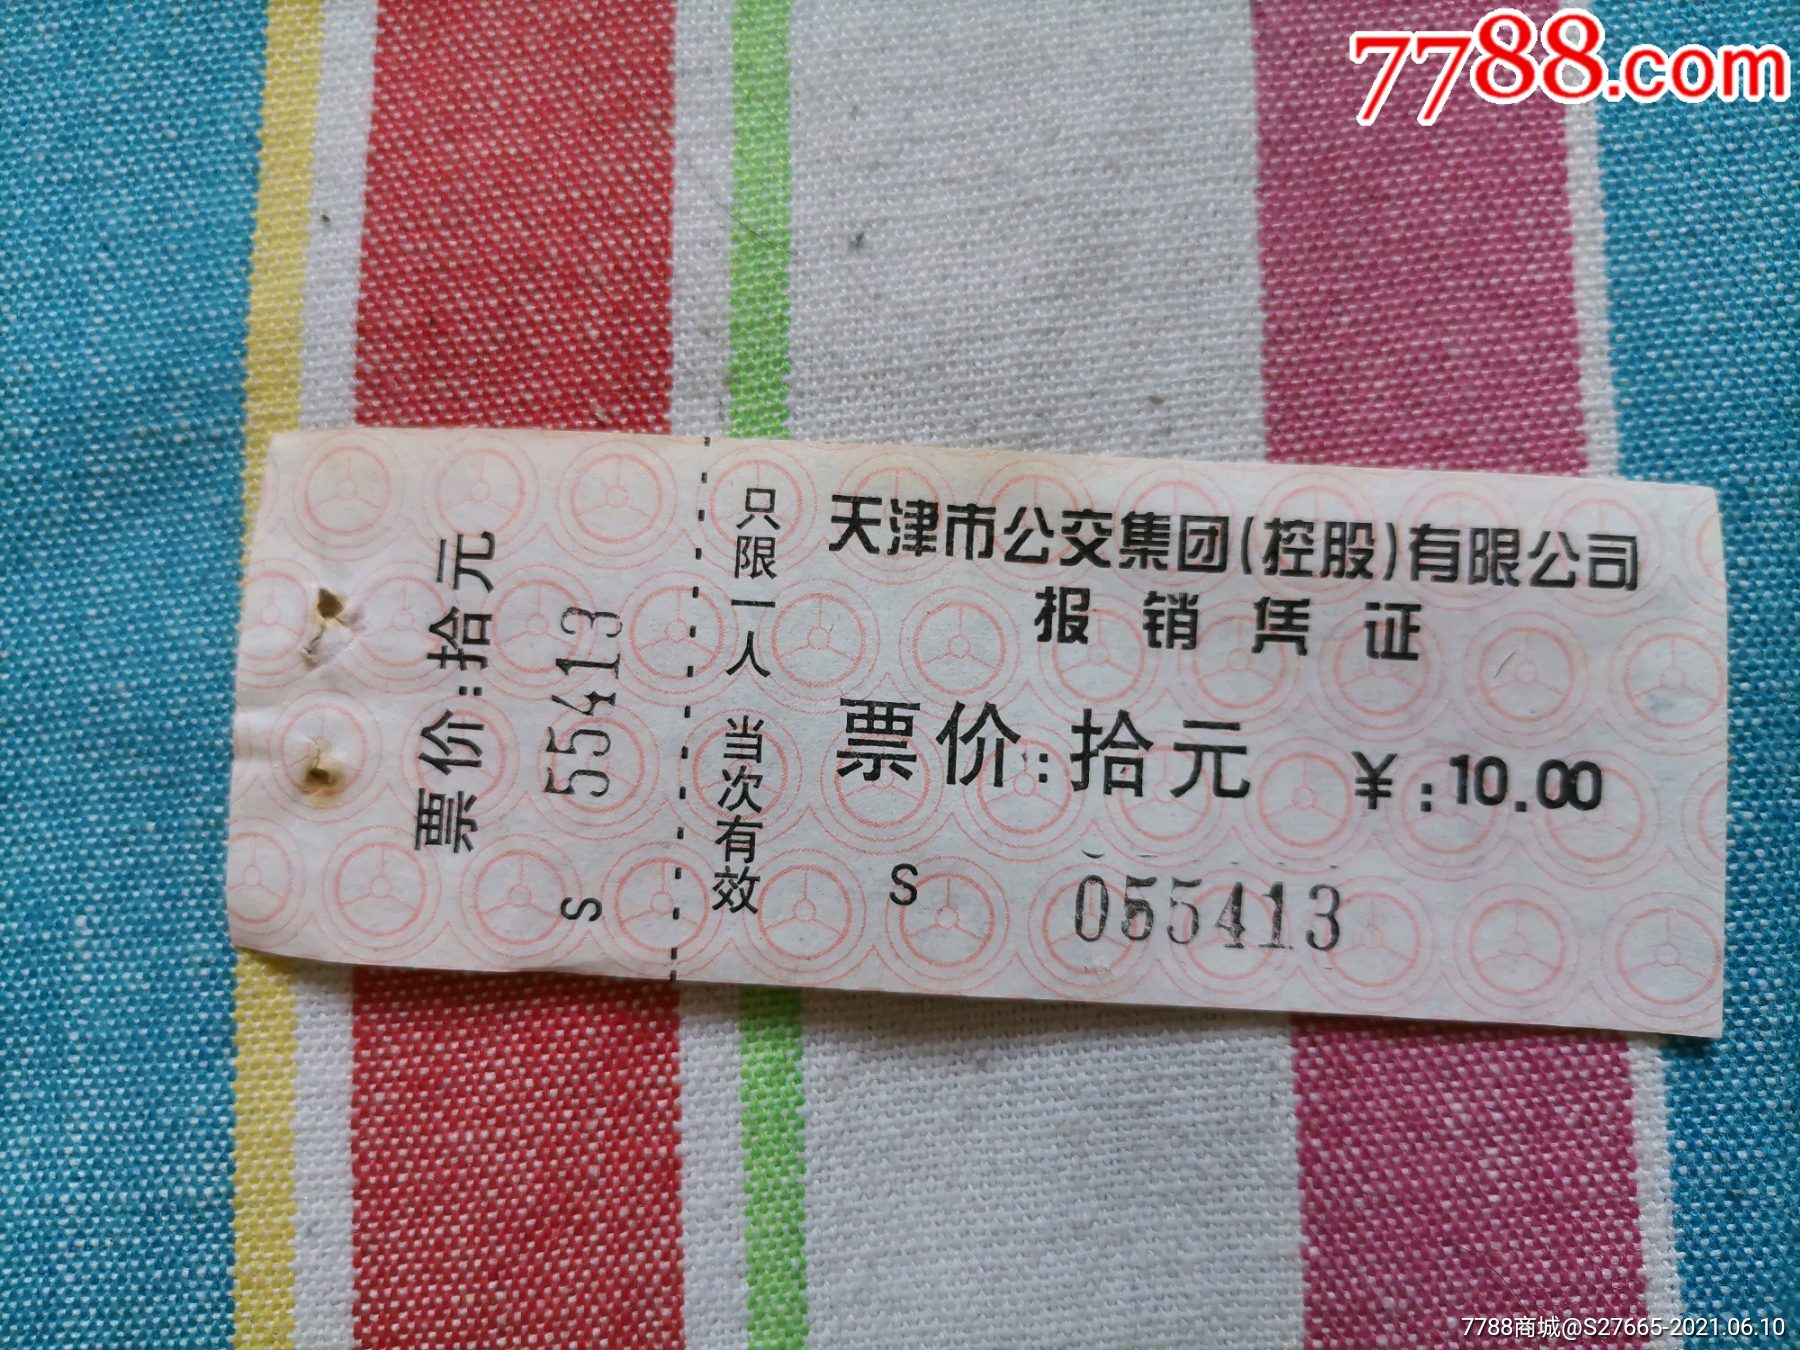 7788.com
票价:拾元
55413
S
只限一人 当次有效
天津市公交集团(控股)有限公司
报销凭证
票价:拾元 ¥:10.00
S 055413
7788商城@S27665-2021.06.10